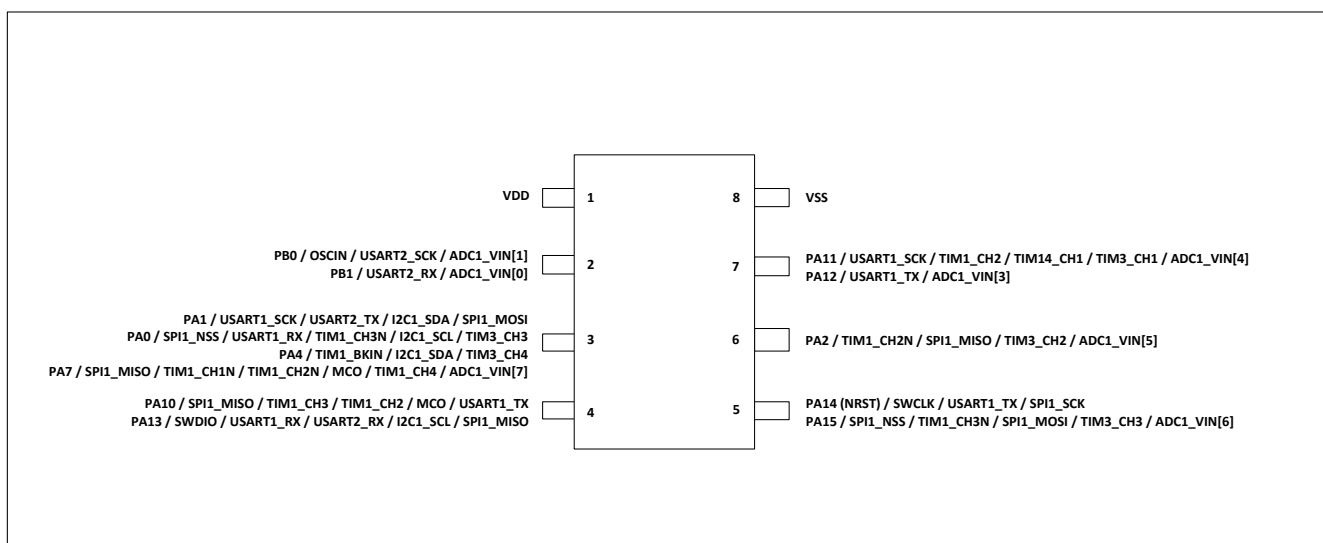 VDD
1
8
VSS
PB0 / OSCIN / USART2_SCK / ADC1_VIN[1]
PB1 / USART2_RX / ADC1_VIN[0]
2
7
PA11 / USART1_SCK / TIM1_CH2 / TIM14_CH1 / TIM3_CH1 / ADC1_VIN[4]
PA12 / USART1_TX / ADC1_VIN[3]
PA1 / USART1_SCK / USART2_TX / I2C1_SDA / SPI1_MOSI
PA0 / SPI1_NSS / USART1_RX / TIM1_CH3N / I2C1_SCL / TIM3_CH3
PA4 / TIM1_BKIN / I2C1_SDA / TIM3_CH4
PA7 / SPI1_MISO / TIM1_CH1N / TIM1_CH2N / MCO / TIM1_CH4 / ADC1_VIN[7]
3
6
PA2 / TIM1_CH2N / SPI1_MISO / TIM3_CH2 / ADC1_VIN[5]
PA10 / SPI1_MISO / TIM1_CH3 / TIM1_CH2 / MCO / USART1_TX
PA13 / SWDIO / USART1_RX / USART2_RX / I2C1_SCL / SPI1_MISO
4
5
PA14 (NRST) / SWCLK / USART1_TX / SPI1_SCK
PA15 / SPI1_NSS / TIM1_CH3N / SPI1_MOSI / TIM3_CH3 / ADC1_VIN[6]